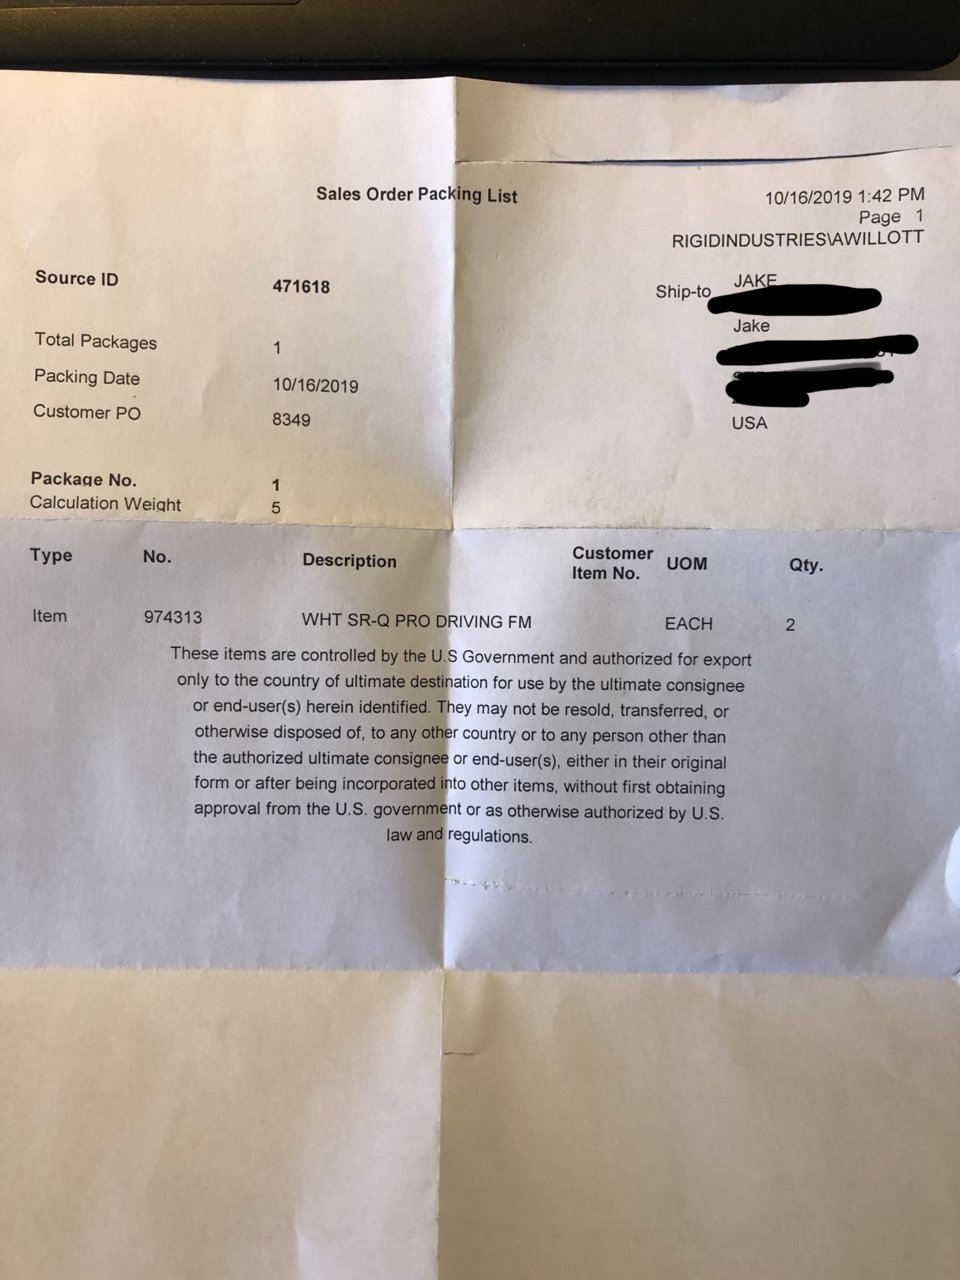 Sales Order Packing List
10/16/2019 1:42 PM
Page 1
RIGIDINDUSTRIES\AWILLOTT
Source ID 471618
Ship-to JAKE
Jake
USA
Total Packages 1
Packing Date 10/16/2019
Customer PO 8349
Package No. 1
Calculation Weight 5
Type No. Description Customer Item No. UOM Qty.
Item 974313 WHT SR-Q PRO DRIVING FM EACH 2
These items are controlled by the U.S Government and authorized for export
only to the country of ultimate destination for use by the ultimate consignee
or end-user(s) herein identified. They may not be resold, transferred, or
otherwise disposed of, to any other country or to any person other than
the authorized ultimate consignee or end-user(s), either in their original
form or after being incorporated into other items, without first obtaining
approval from the U.S. government or as otherwise authorized by U.S.
law and regulations.